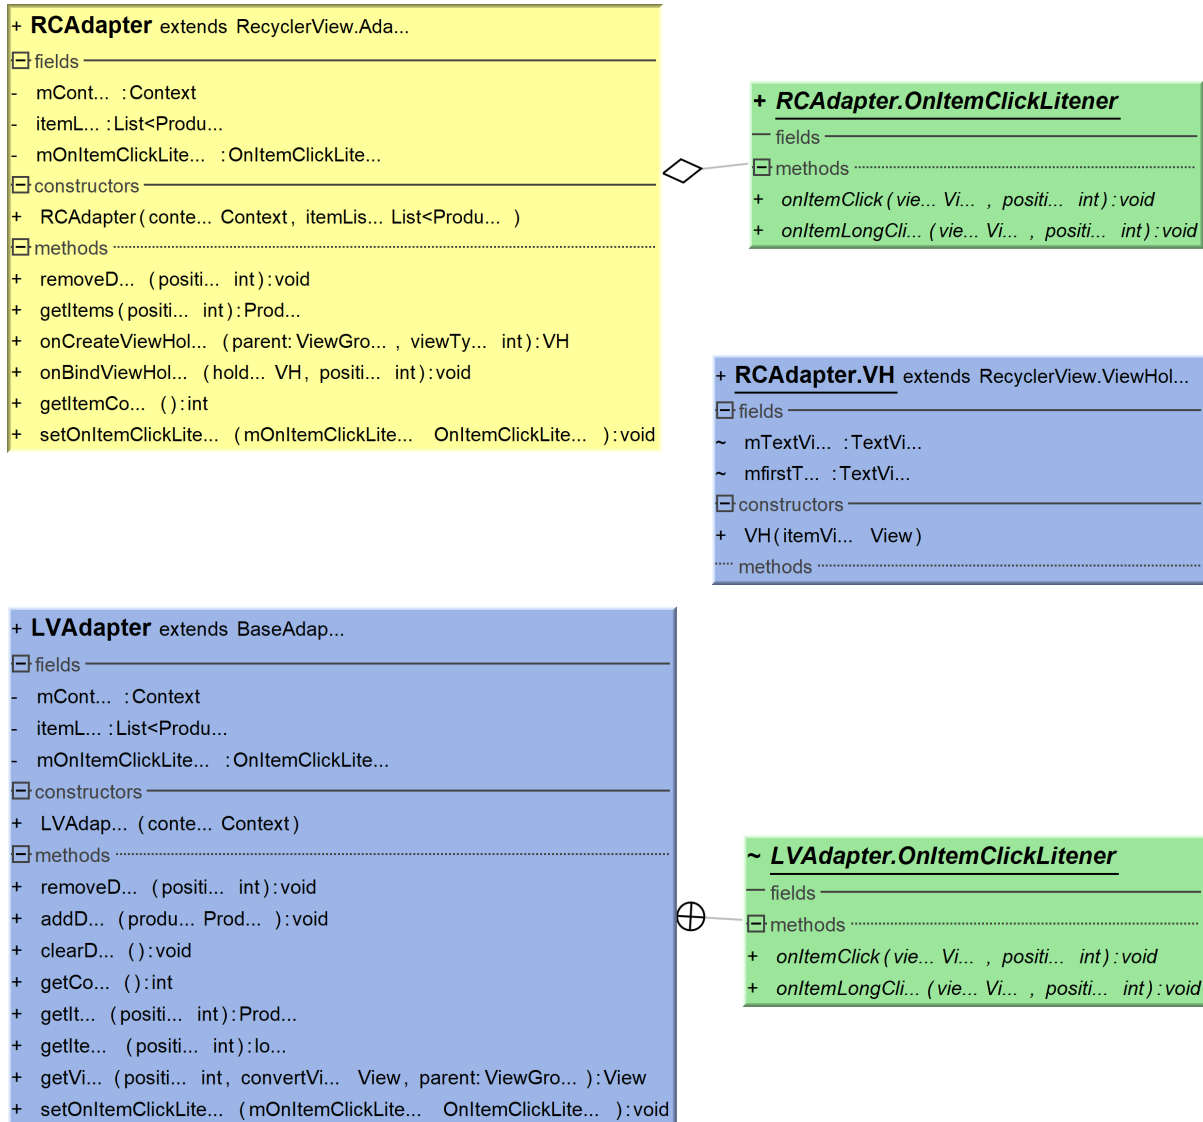 + RCAdapter extends RecyclerView.Ada...
fields
- mCont... :Context
- itemL... :List<Produ...
- mOnItemClickLite... :OnItemClickLite...
constructors
+ RCAdapter(conte... Context, itemLis... List<Produ... )
methods
+ removeD... (positi... int):void
+ getItems(positi... int):Prod...
+ onCreateViewHol... (parent:ViewGro... , viewTy... int):VH
+ onBindViewHol... (hold... VH, positi... int):void
+ getItemCo... ():int
+ setOnItemClickLite... (mOnItemClickLite... OnItemClickLite... ):void
+ RCAdapter.OnItemClickLitener
fields
methods
+ onItemClick(vie... Vi... , positi... int):void
+ onItemLongCli... (vie... Vi... , positi... int):void
+ RCAdapter.VH extends RecyclerView.ViewHol...
fields
~ mTextVi... :TextVi...
~ mfirstT... :TextVi...
constructors
+ VH(itemVi... View)
methods
+ LVAdapter extends BaseAdap...
fields
- mCont... :Context
- itemL... :List<Produ...
- mOnItemClickLite... :OnItemClickLite...
constructors
+ LVAdap... (conte... Context)
methods
+ removeD... (positi... int):void
+ addD... (produ... Prod... ):void
+ clearD... ():void
+ getCo... ():int
+ getIt... (positi... int):Prod...
+ getIte... (positi... int):lo...
+ getVi... (positi... int, convertVi... View, parent:ViewGro... ):View
+ setOnItemClickLite... (mOnItemClickLite... OnItemClickLite... ):void
~ LVAdapter.OnItemClickLitener
fields
methods
+ onItemClick(vie... Vi... , positi... int):void
+ onItemLongCli... (vie... Vi... , positi... int):void